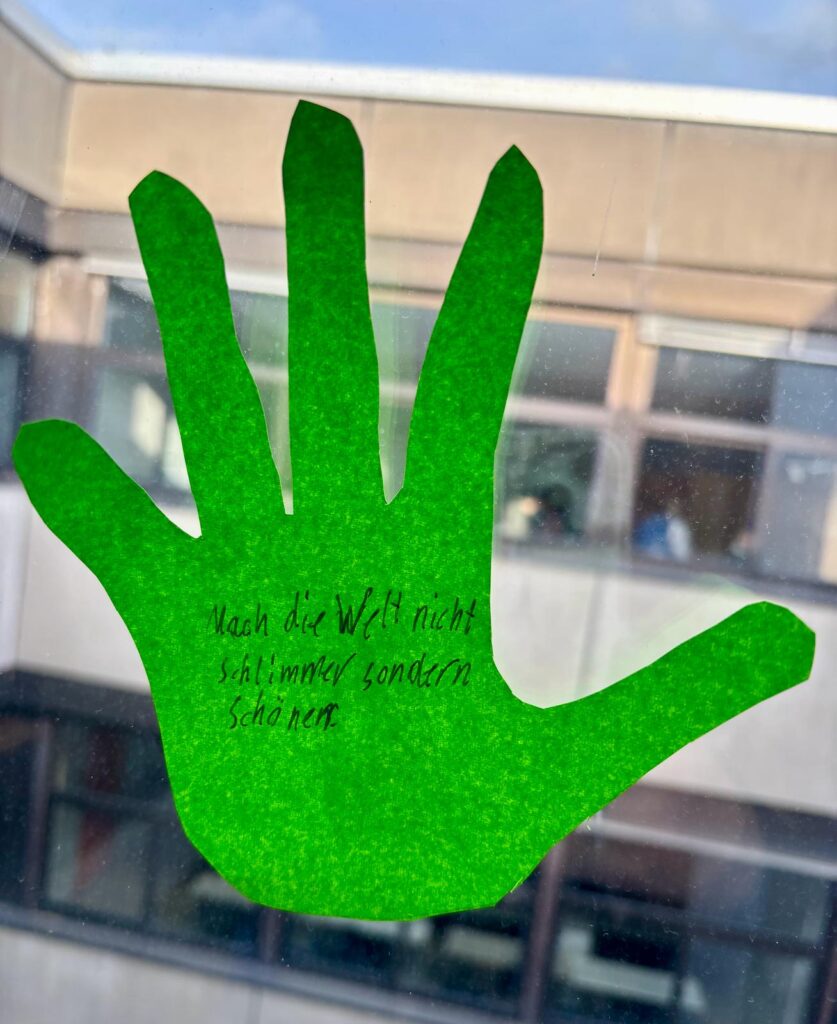 Mach die Welt nicht
schlimmer sondern
schöner